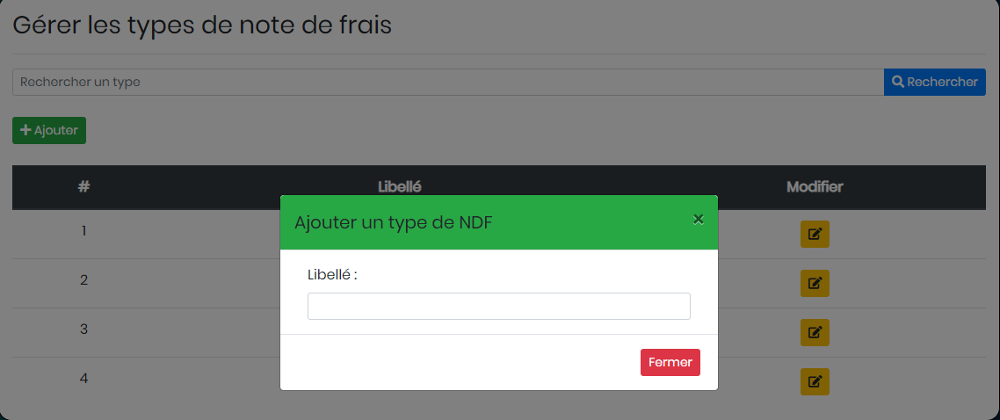 Gérer les types de note de frais
Rechercher un type
Rechercher
Ajouter
# Libellé Modifier
Ajouter un type de NDF ×
1
Libellé :
2
3
Fermer
4